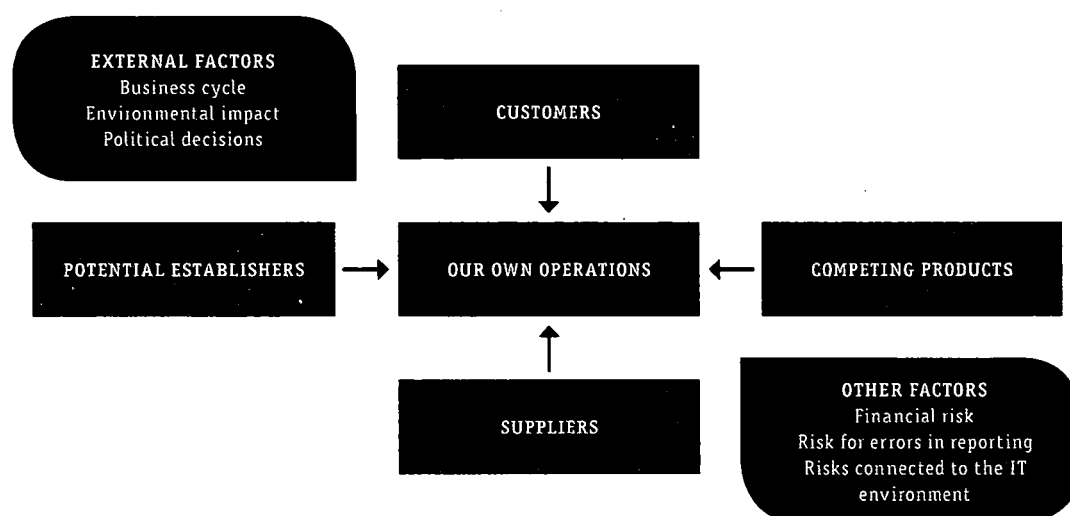 EXTERNAL FACTORS
Business cycle
Environmental impact
Political decisions
CUSTOMERS
POTENTIAL ESTABLISHERS
OUR OWN OPERATIONS
COMPETING PRODUCTS
SUPPLIERS
OTHER FACTORS
Financial risk
Risk for errors in reporting
Risks connected to the IT
environment